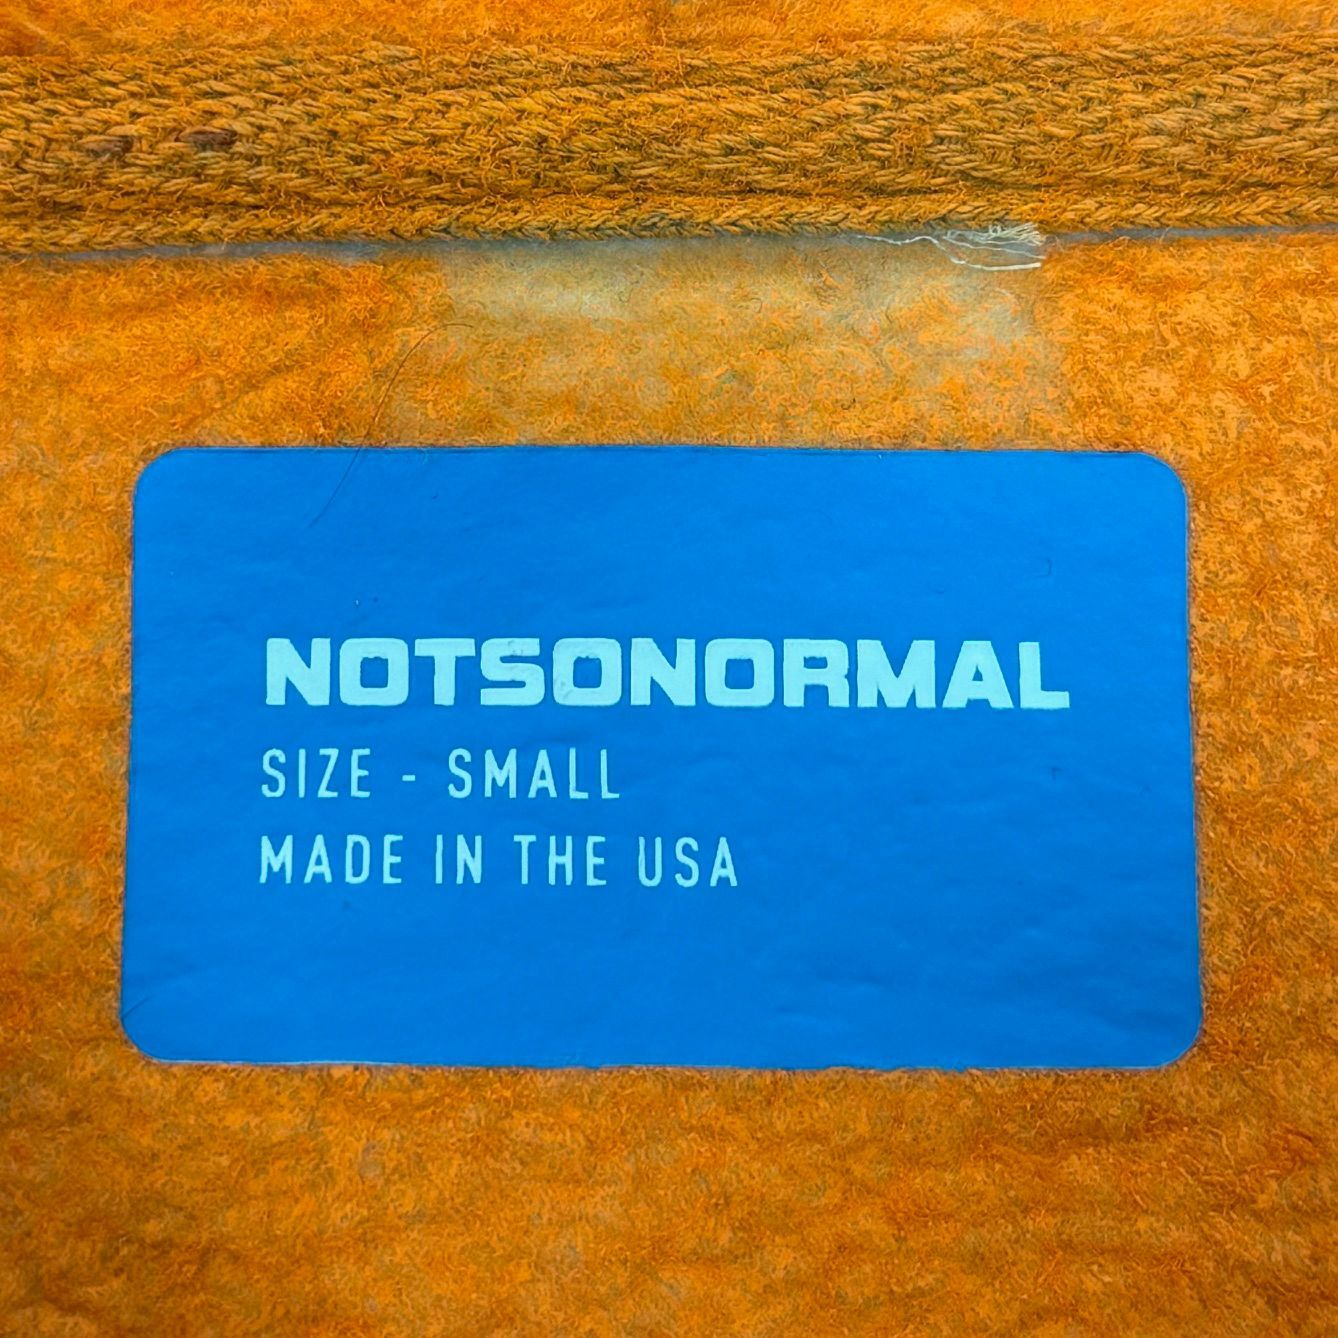 NOTSONORMAL
SIZE - SMALL
MADE IN THE USA